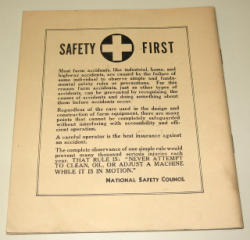 SAFETY FIRST
Most farm accidents, like industrial, home, and
highway accidents, are caused by the failure of
some individual to observe simple and funda-
mental safety rules or precautions. For this
reason farm accidents, just as other types of
accidents, can be prevented by recognizing the
causes of accidents and doing something about
them before accidents occur.
Regardless of the care used in the design and
construction of farm equipment, there are many
points that cannot be completely safeguarded
without interfering with accessibility and effi-
cient operation.
A careful operator is the best insurance against
an accident.
The complete observance of one simple rule would
prevent many thousand serious injuries each
year. THAT RULE IS: "NEVER ATTEMPT
TO CLEAN, OIL, OR ADJUST A MACHINE
WHILE IT IS IN MOTION."
NATIONAL SAFETY COUNCIL